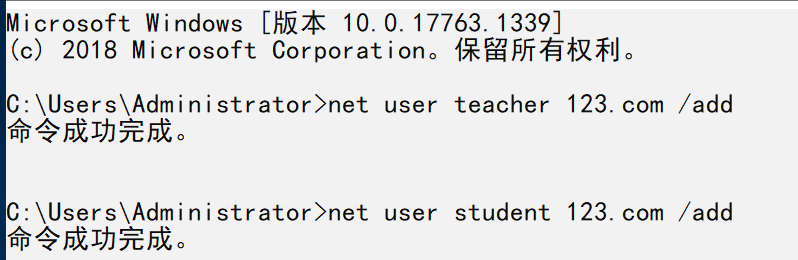 Microsoft Windows [版本 10.0.17763.1339]
(c) 2018 Microsoft Corporation。保留所有权利。
C:\Users\Administrator>net user teacher 123.com /add
命令成功完成。
C:\Users\Administrator>net user student 123.com /add
命令成功完成。